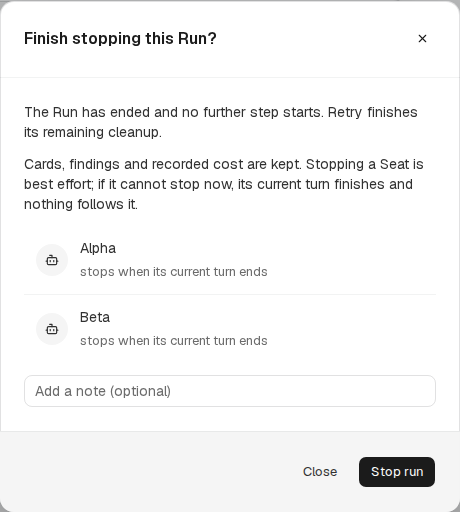 Finish stopping this Run?
The Run has ended and no further step starts. Retry finishes
its remaining cleanup.
Cards, findings and recorded cost are kept. Stopping a Seat is
best effort; if it cannot stop now, its current turn finishes and
nothing follows it.
Alpha
stops when its current turn ends
Beta
stops when its current turn ends
Add a note (optional)
Close
Stop run